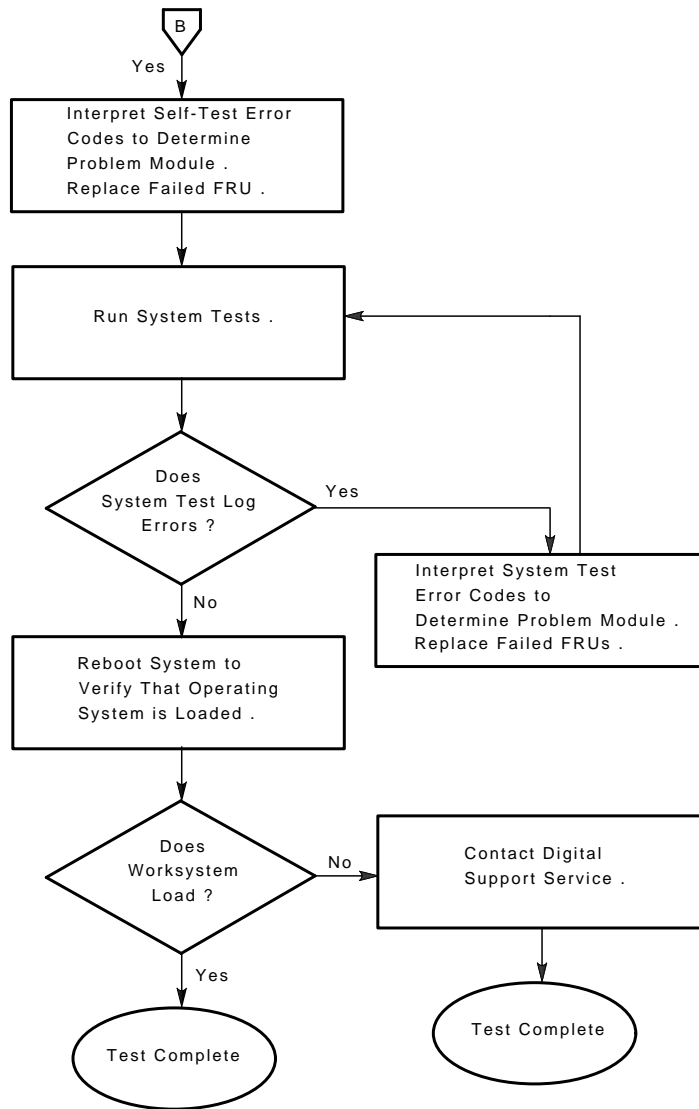 B
Yes
Interpret Self-Test Error
Codes to Determine
Problem Module .
Replace Failed FRU .
Run System Tests .
Does
System Test Log
Errors ?
Yes
Interpret System Test
Error Codes to
Determine Problem Module .
Replace Failed FRUs .
No
Reboot System to
Verify That Operating
System is Loaded .
Does
Worksystem
Load ?
No
Contact Digital
Support Service .
Yes
Test Complete
Test Complete